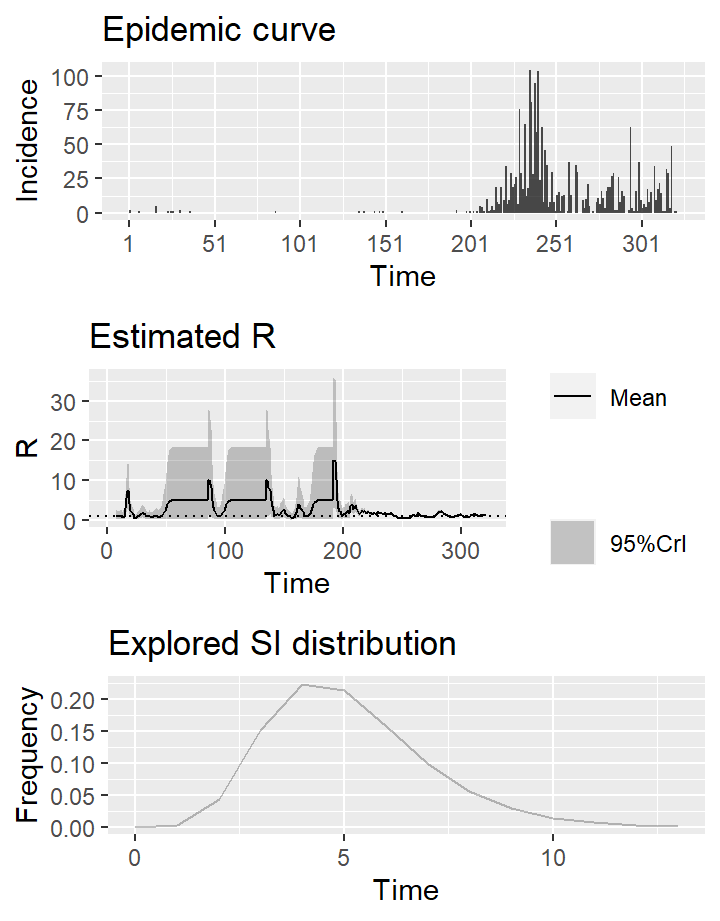 Epidemic curve
100
75
50
25
0
Incidence
1 51 101 151 201 251 301
Time
Estimated R
30
20
10
0
R
0 100 200 300
Time
Mean
95%CrI
Explored SI distribution
0.20
0.15
0.10
0.05
0.00
Frequency
0 5 10
Time